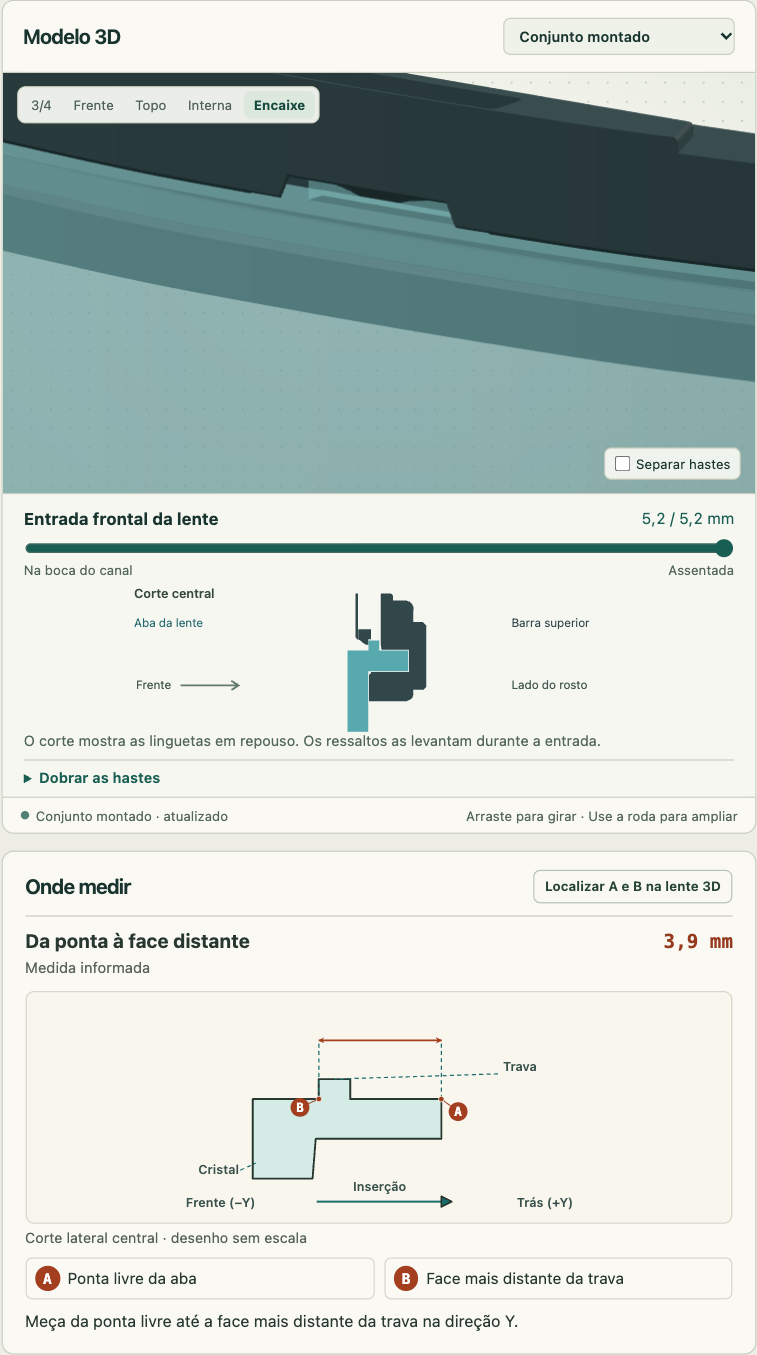 Modelo 3D
Conjunto montado
3/4 Frente Topo Interna Encaixe
Separar hastes
Entrada frontal da lente
5,2 / 5,2 mm
Na boca do canal
Assentada
Corte central
Aba da lente
Barra superior
Frente
Lado do rosto
O corte mostra as linguetas em repouso. Os ressaltos as levantam durante a entrada.
Dobrar as hastes
Conjunto montado · atualizado
Arraste para girar · Use a roda para ampliar
Onde medir
Localizar A e B na lente 3D
Da ponta à face distante
3,9 mm
Medida informada
Trava
B
A
Cristal
Inserção
Frente (−Y)
Trás (+Y)
Corte lateral central · desenho sem escala
A Ponta livre da aba
B Face mais distante da trava
Meça da ponta livre até a face mais distante da trava na direção Y.